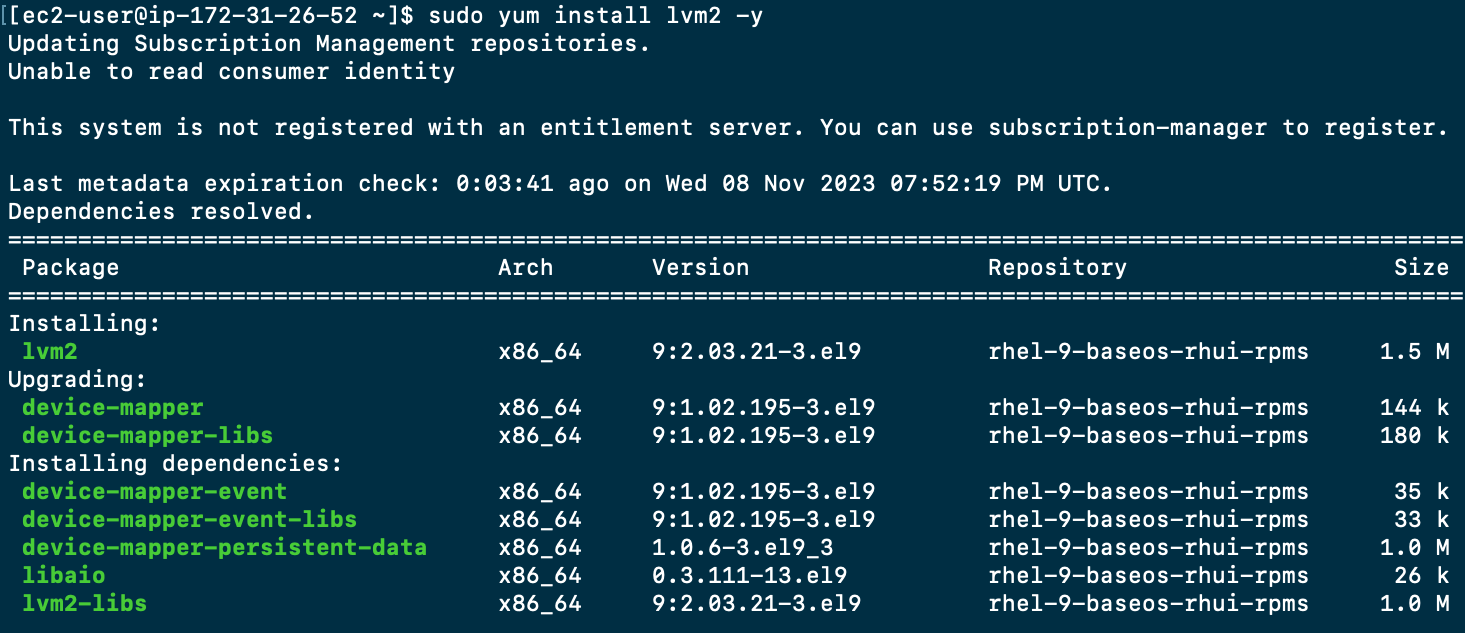 [[ec2-user@ip-172-31-26-52 ~]$ sudo yum install lvm2 -y
Updating Subscription Management repositories.
Unable to read consumer identity
This system is not registered with an entitlement server. You can use subscription-manager to register.
Last metadata expiration check: 0:03:41 ago on Wed 08 Nov 2023 07:52:19 PM UTC.
Dependencies resolved.
========================================================================================================
Package Arch Version Repository Size
========================================================================================================
Installing:
lvm2 x86_64 9:2.03.21-3.el9 rhel-9-baseos-rhui-rpms 1.5 M
Upgrading:
device-mapper x86_64 9:1.02.195-3.el9 rhel-9-baseos-rhui-rpms 144 k
device-mapper-libs x86_64 9:1.02.195-3.el9 rhel-9-baseos-rhui-rpms 180 k
Installing dependencies:
device-mapper-event x86_64 9:1.02.195-3.el9 rhel-9-baseos-rhui-rpms 35 k
device-mapper-event-libs x86_64 9:1.02.195-3.el9 rhel-9-baseos-rhui-rpms 33 k
device-mapper-persistent-data x86_64 1.0.6-3.el9_3 rhel-9-baseos-rhui-rpms 1.0 M
libaio x86_64 0.3.111-13.el9 rhel-9-baseos-rhui-rpms 26 k
lvm2-libs x86_64 9:2.03.21-3.el9 rhel-9-baseos-rhui-rpms 1.0 M